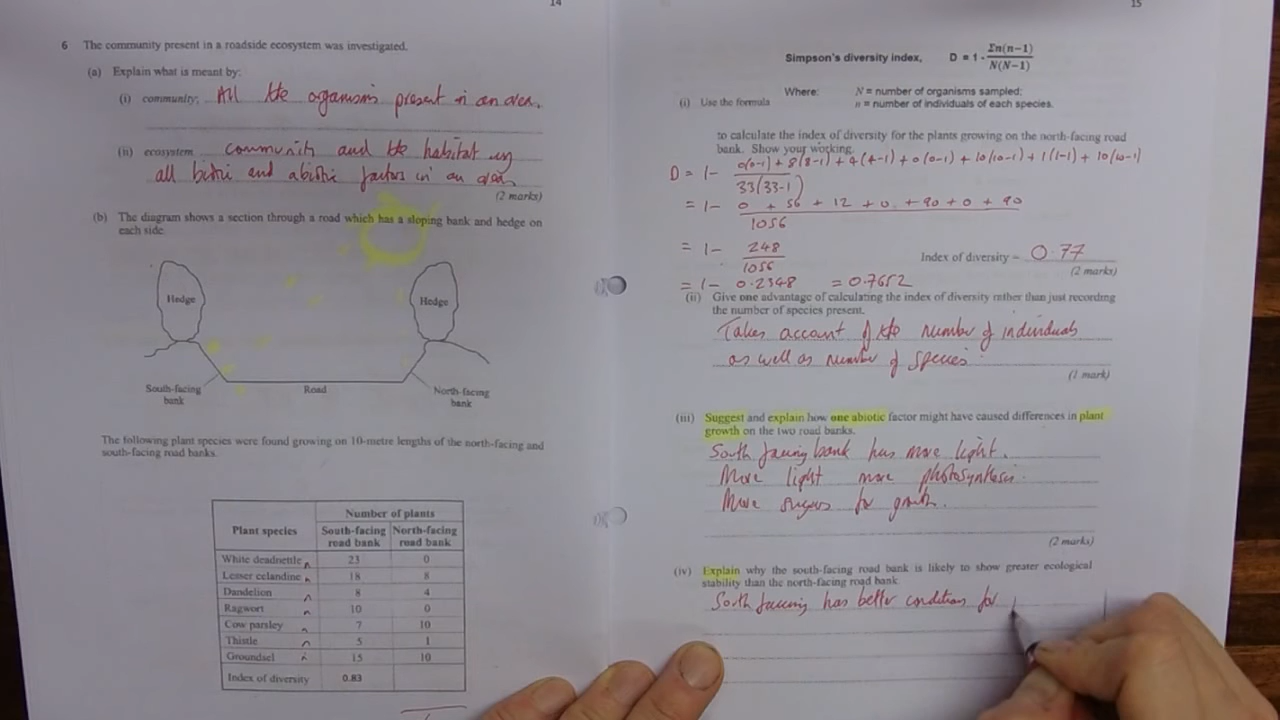 14
6 The community present in a roadside ecosystem was investigated.
(a) Explain what is meant by:
(i) community; All the organisms present in an area.
(ii) ecosystem community and the habitat
all biotic and abiotic factors in an area
(2 marks)
(b) The diagram shows a section through a road which has a sloping bank and hedge on
each side.
Hedge
Hedge
South-facing
bank
Road
North-facing
bank
The following plant species were found growing on 10-metre lengths of the north-facing and
south-facing road banks.
Plant species
Number of plants
South-facing road bank
North-facing road bank
White deadnettle n 23 0
Lesser celandine n 18 8
Dandelion n 8 4
Ragwort n 10 0
Cow parsley n 7 10
Thistle n 5 1
Groundsel n 15 10
Index of diversity 0.83
15
Simpson's diversity index, D = 1 - Σn(n−1)
N(N−1)
Where: N = number of organisms sampled;
(i) Use the formula n = number of individuals of each species.
to calculate the index of diversity for the plants growing on the north-facing road
bank. Show your working.
D = 1 - 0(0-1) + 8(8-1) + 4(4-1) + 0(0-1) + 10(10-1) + 1(1-1) + 10(10-1)
33(33-1)
= 1 - 0 + 56 + 12 + 0 + 90 + 0 + 90
1056
= 1 - 248
1056
Index of diversity = 0.77
(2 marks)
= 1 - 0.2348 = 0.7652
(ii) Give one advantage of calculating the index of diversity rather than just recording
the number of species present.
Takes account of the number of individuals
as well as number of species.
(1 mark)
(iii) Suggest and explain how one abiotic factor might have caused differences in plant
growth on the two road banks.
South facing bank has more light.
More light more photosynthesis.
More sugars for growth.
(2 marks)
(iv) Explain why the south-facing road bank is likely to show greater ecological
stability than the north-facing road bank.
South facing has better conditions for